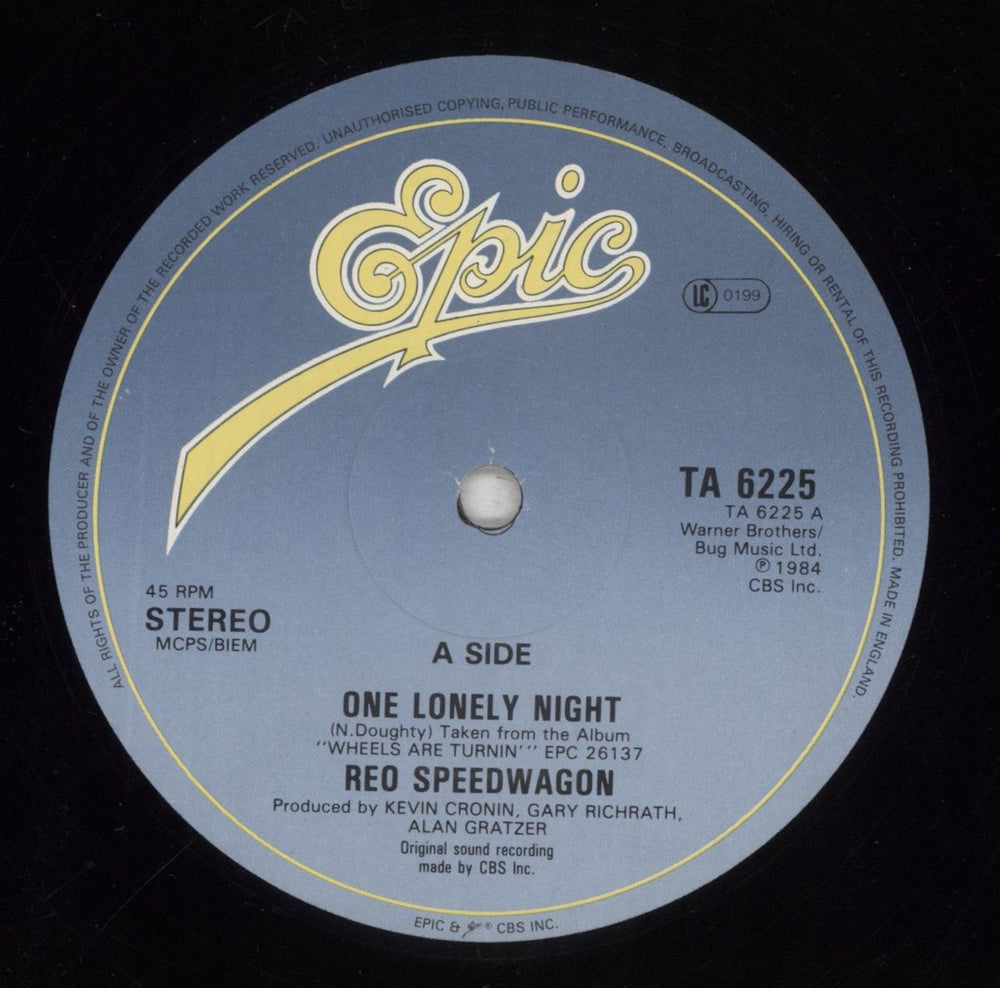 ALL RIGHTS OF THE PRODUCER AND OF THE OWNER OF THE RECORDED WORK RESERVED. UNAUTHORISED COPYING, PUBLIC PERFORMANCE, BROADCASTING, HIRING OR RENTAL OF THIS RECORDING PROHIBITED. MADE IN ENGLAND.
Epic
LC 0199
TA 6225
TA 6225 A
Warner Brothers/
Bug Music Ltd.
℗ 1984
CBS Inc.
45 RPM
STEREO
MCPS/BIEM
A SIDE
ONE LONELY NIGHT
(N.Doughty) Taken from the Album
"WHEELS ARE TURNIN'" EPC 26137
REO SPEEDWAGON
Produced by KEVIN CRONIN, GARY RICHRATH,
ALAN GRATZER
Original sound recording
made by CBS Inc.
EPIC & Epic ® CBS INC.